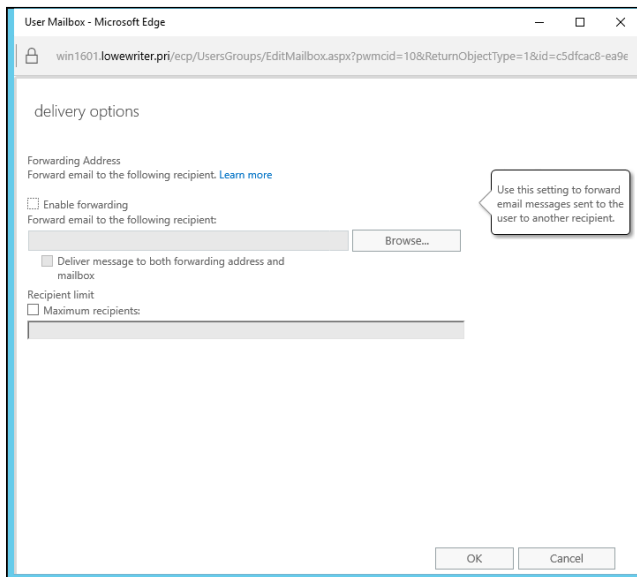 User Mailbox - Microsoft Edge
win1601.lowewriter.pri/ecp/UsersGroups/EditMailbox.aspx?pwmcid=10&ReturnObjectType=1&id=c5dfcac8-ea9e
delivery options
Forwarding Address
Forward email to the following recipient. Learn more
Use this setting to forward
email messages sent to the
user to another recipient.
Enable forwarding
Forward email to the following recipient:
Browse...
Deliver message to both forwarding address and
mailbox
Recipient limit
Maximum recipients:
OK
Cancel